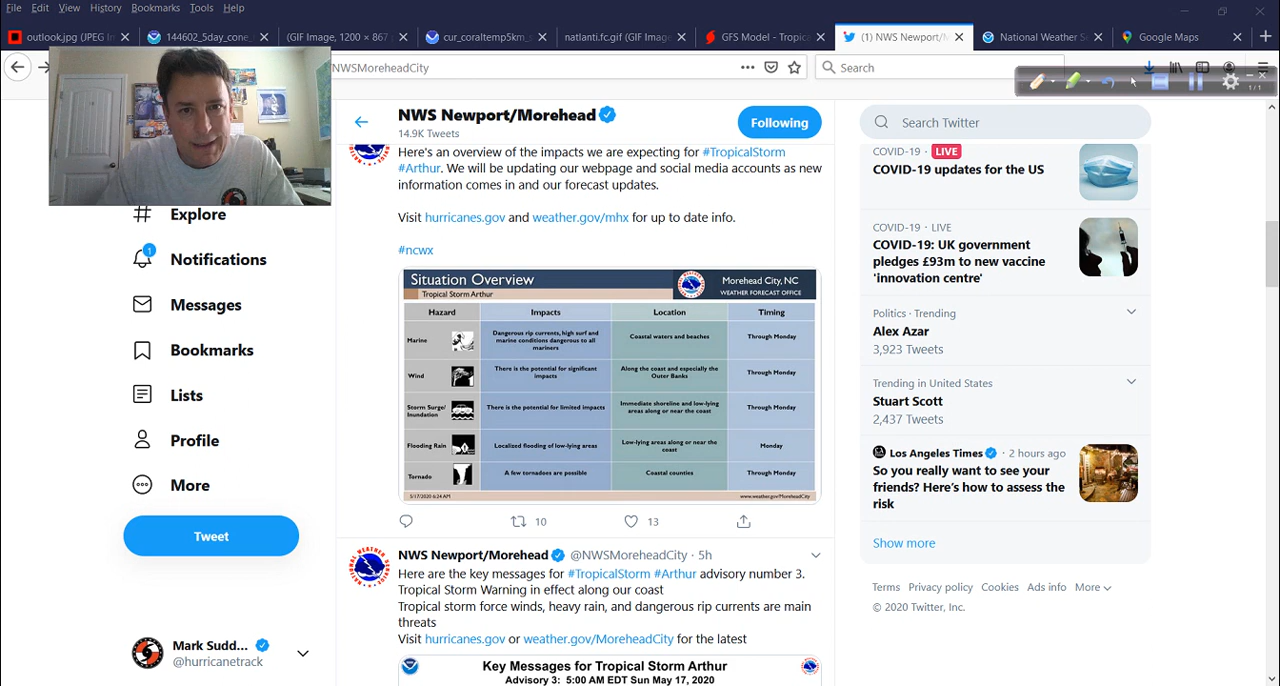 File Edit View History Bookmarks Tools Help
outlook.jpg (JPEG Im
144602_5day_cone_
(GIF Image, 1200 × 867 p
cur_coraltemp5km_s
natlanti.fc.gif (GIF Image
GFS Model - Tropica
(1) NWS Newport/M
National Weather S
Google Maps
NWSMoreheadCity
Search
1/1
NWS Newport/Morehead
14.9K Tweets
Following
Here's an overview of the impacts we are expecting for #TropicalStorm
#Arthur. We will be updating our webpage and social media accounts as new
information comes in and our forecast updates.
Visit hurricanes.gov and weather.gov/mhx for up to date info.
#ncwx
Situation Overview
Tropical Storm Arthur
Morehead City, NC
WEATHER FORECAST OFFICE
Hazard Impacts Location Timing
Marine
Dangerous rip currents, high surf and
marine conditions dangerous to all
mariners
Coastal waters and beaches
Through Monday
Wind
There is the potential for significant
impacts
Along the coast and especially the
Outer Banks
Through Monday
Storm Surge/
Inundation
There is the potential for limited impacts
Immediate shoreline and low-lying
areas along or near the coast
Through Monday
Flooding Rain
Localized flooding of low-lying areas
Low-lying areas along or near the
coast
Monday
Tornado
A few tornadoes are possible
Coastal counties
Through Monday
5/17/2020 6:24 AM
www.weather.gov/MoreheadCity
10
13
NWS Newport/Morehead @NWSMoreheadCity · 5h
Here are the key messages for #TropicalStorm #Arthur advisory number 3.
Tropical Storm Warning in effect along our coast
Tropical storm force winds, heavy rain, and dangerous rip currents are main
threats
Visit hurricanes.gov or weather.gov/MoreheadCity for the latest
Key Messages for Tropical Storm Arthur
Advisory 3: 5:00 AM EDT Sun May 17, 2020
Explore
1
Notifications
Messages
Bookmarks
Lists
Profile
More
Tweet
Mark Sudd...
@hurricanetrack
Search Twitter
COVID-19 · LIVE
COVID-19 updates for the US
COVID-19 · LIVE
COVID-19: UK government
pledges £93m to new vaccine
'innovation centre'
Politics · Trending
Alex Azar
3,923 Tweets
Trending in United States
Stuart Scott
2,437 Tweets
Los Angeles Times · 2 hours ago
So you really want to see your
friends? Here's how to assess the
risk
Show more
Terms Privacy policy Cookies Ads info More
© 2020 Twitter, Inc.